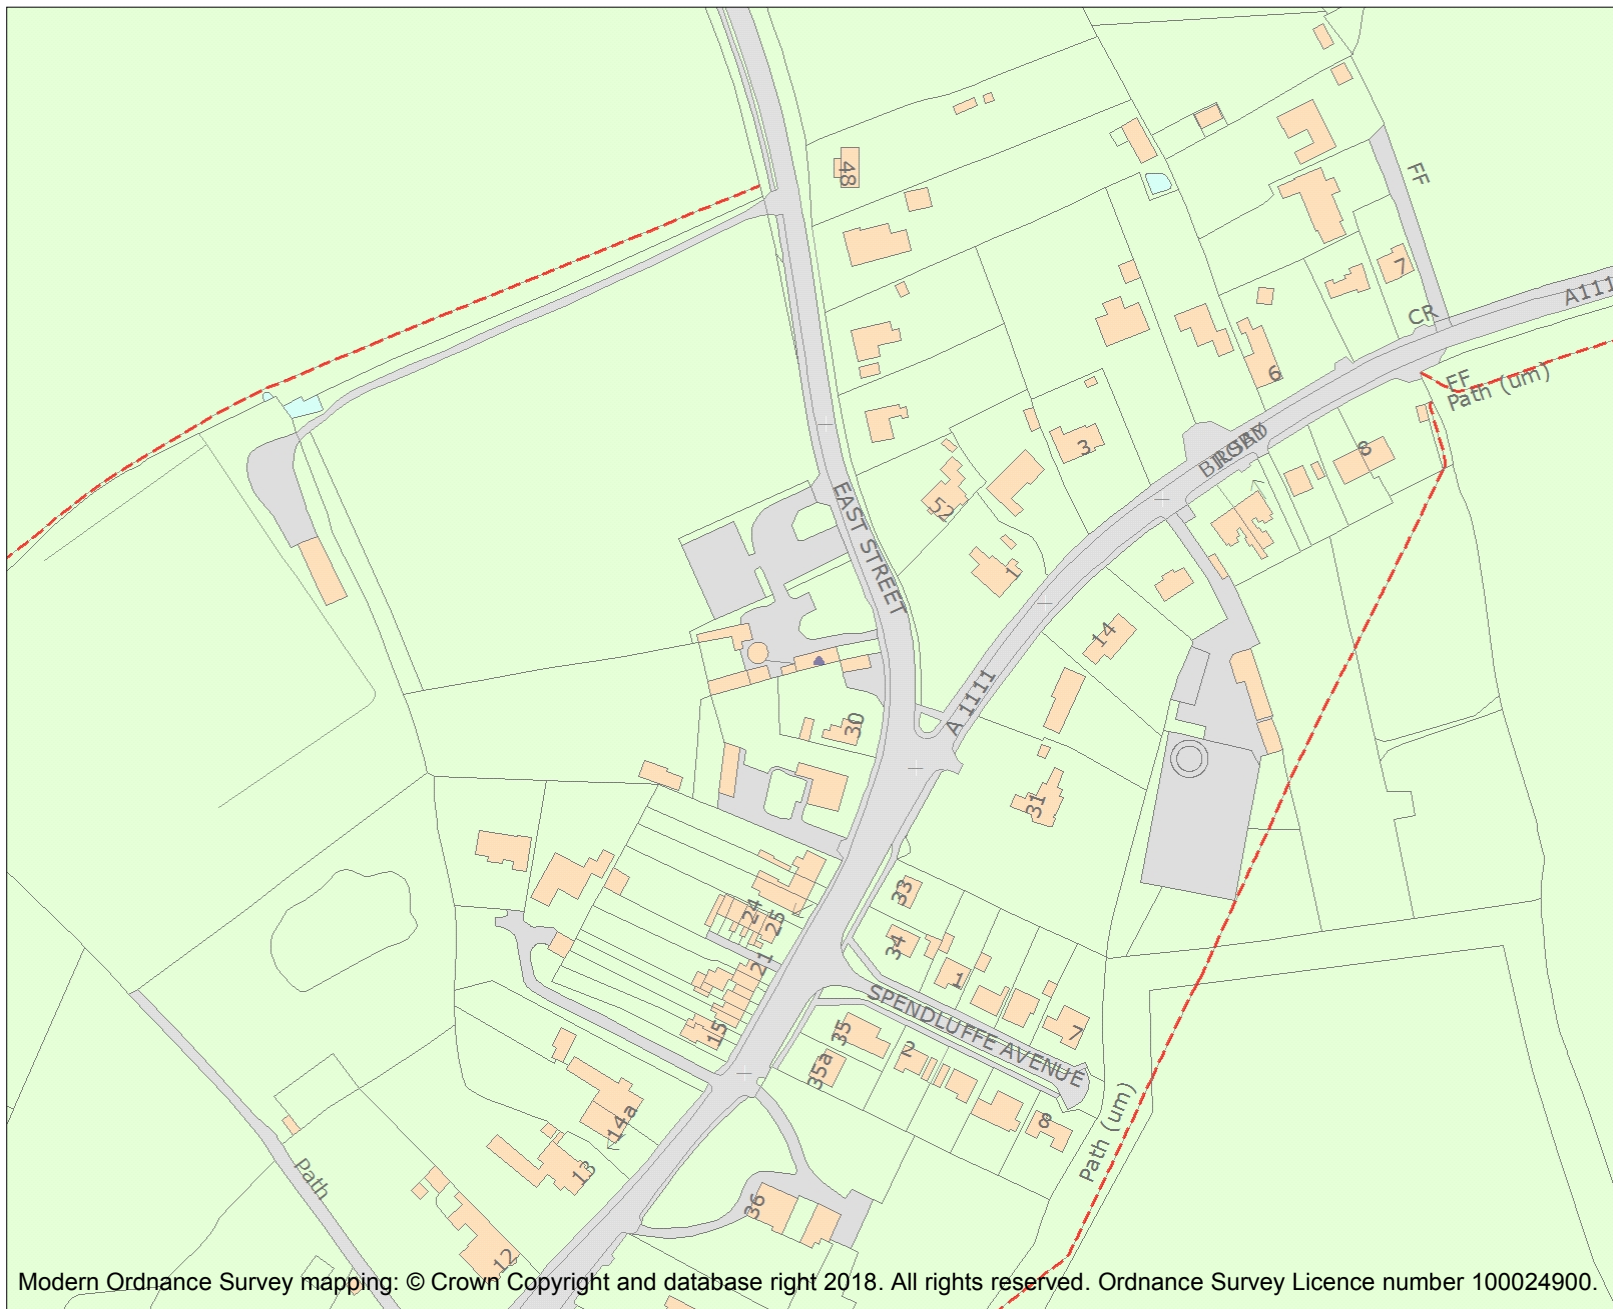 48
FF
7
A111
CR
6
FF
Path (um)
3
BIRGBY
ROAD
8
52
EAST STREET
1
14
A 1111
30
31
33
24
25
34
21
1
SPENDLUFFE AVENUE
35
15
7
2
35a
8
14a
Path (um)
Path
13
36
12
Modern Ordnance Survey mapping: © Crown Copyright and database right 2018. All rights reserved. Ordnance Survey Licence number 100024900.